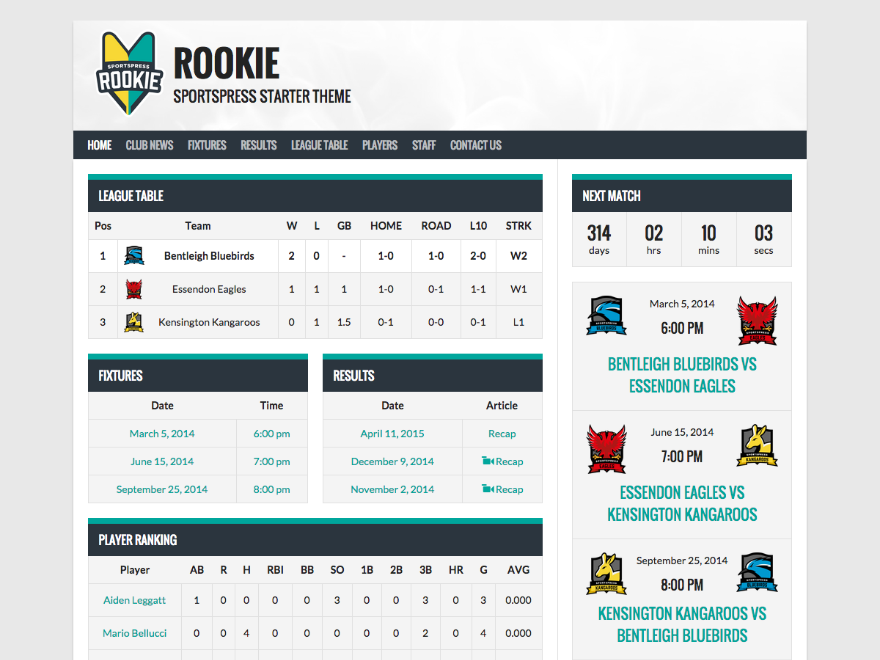 SPORTSPRESS
ROOKIE
ROOKIE
SPORTSPRESS STARTER THEME
HOME CLUB NEWS FIXTURES RESULTS LEAGUE TABLE PLAYERS STAFF CONTACT US
LEAGUE TABLE
Pos Team W L GB HOME ROAD L10 STRK
1 Bentleigh Bluebirds 2 0 - 1-0 1-0 2-0 W2
2 Essendon Eagles 1 1 1 1-0 0-1 1-1 W1
3 Kensington Kangaroos 0 1 1.5 0-1 0-0 0-1 L1
FIXTURES
Date Time
March 5, 2014 6:00 pm
June 15, 2014 7:00 pm
September 25, 2014 8:00 pm
RESULTS
Date Article
April 11, 2015 Recap
December 9, 2014 Recap
November 2, 2014 Recap
PLAYER RANKING
Player AB R H RBI BB SO 1B 2B 3B HR G AVG
Aiden Leggatt 1 0 0 0 0 3 0 0 3 0 3 0.000
Mario Bellucci 0 0 4 0 0 0 0 0 2 0 4 0.000
NEXT MATCH
314 02 10 03
days hrs mins secs
March 5, 2014
6:00 PM
BENTLEIGH BLUEBIRDS VS
ESSENDON EAGLES
June 15, 2014
7:00 PM
ESSENDON EAGLES VS
KENSINGTON KANGAROOS
September 25, 2014
8:00 PM
KENSINGTON KANGAROOS VS
BENTLEIGH BLUEBIRDS